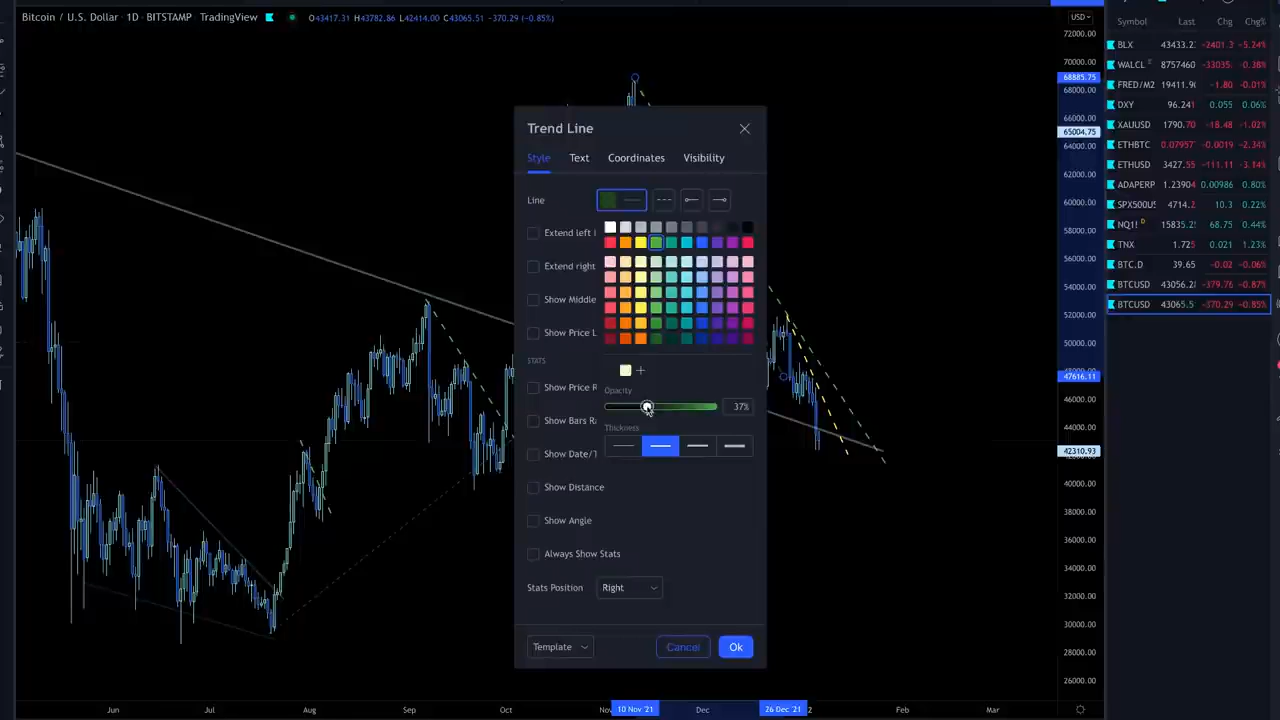 Bitcoin / U.S. Dollar · 1D · BITSTAMP TradingView O43417.31 H43782.86 L42414.00 C43065.51 -370.29 (-0.85%)
USD
72000.00
70000.00
68885.75
68000.00
66000.00
65004.75
64000.00
62000.00
60000.00
58000.00
56000.00
54000.00
52000.00
50000.00
48000.00
47616.11
46000.00
44000.00
42310.93
40000.00
38000.00
36000.00
34000.00
32000.00
30000.00
28000.00
26000.00
Symbol Last Chg Chg%
BLX 43433.2 -2401.3 -5.24%
WALCL E 8757460 -33035 -0.38%
FRED/M2 19411.9 -1.80 -0.01%
DXY 96.241 0.055 0.06%
XAUUSD 1790.70 -18.48 -1.02%
ETHBTC 0.07957 -0.0019 -2.34%
ETHUSD 3427.55 -111.11 -3.14%
ADAPERP 1.23904 0.00986 0.80%
SPX500US 4714.2 10.3 0.22%
NQ1! D 15835.25 68.75 0.44%
TNX 1.725 0.021 1.23%
BTC.D 39.65 -0.02 -0.06%
BTCUSD 43056.28 -379.76 -0.87%
BTCUSD 43065.51 -370.29 -0.85%
Trend Line
Style Text Coordinates Visibility
Line
Extend left l
Extend right
Show Middle
Show Price L
STATS
Show Price R
Show Bars Ra
Show Date/T
Show Distance
Show Angle
Always Show Stats
Stats Position Right
Opacity
37%
Thickness
Template Cancel Ok
Jun Jul Aug Sep Oct Nov 10 Nov '21 Dec 26 Dec '21 2 Feb Mar